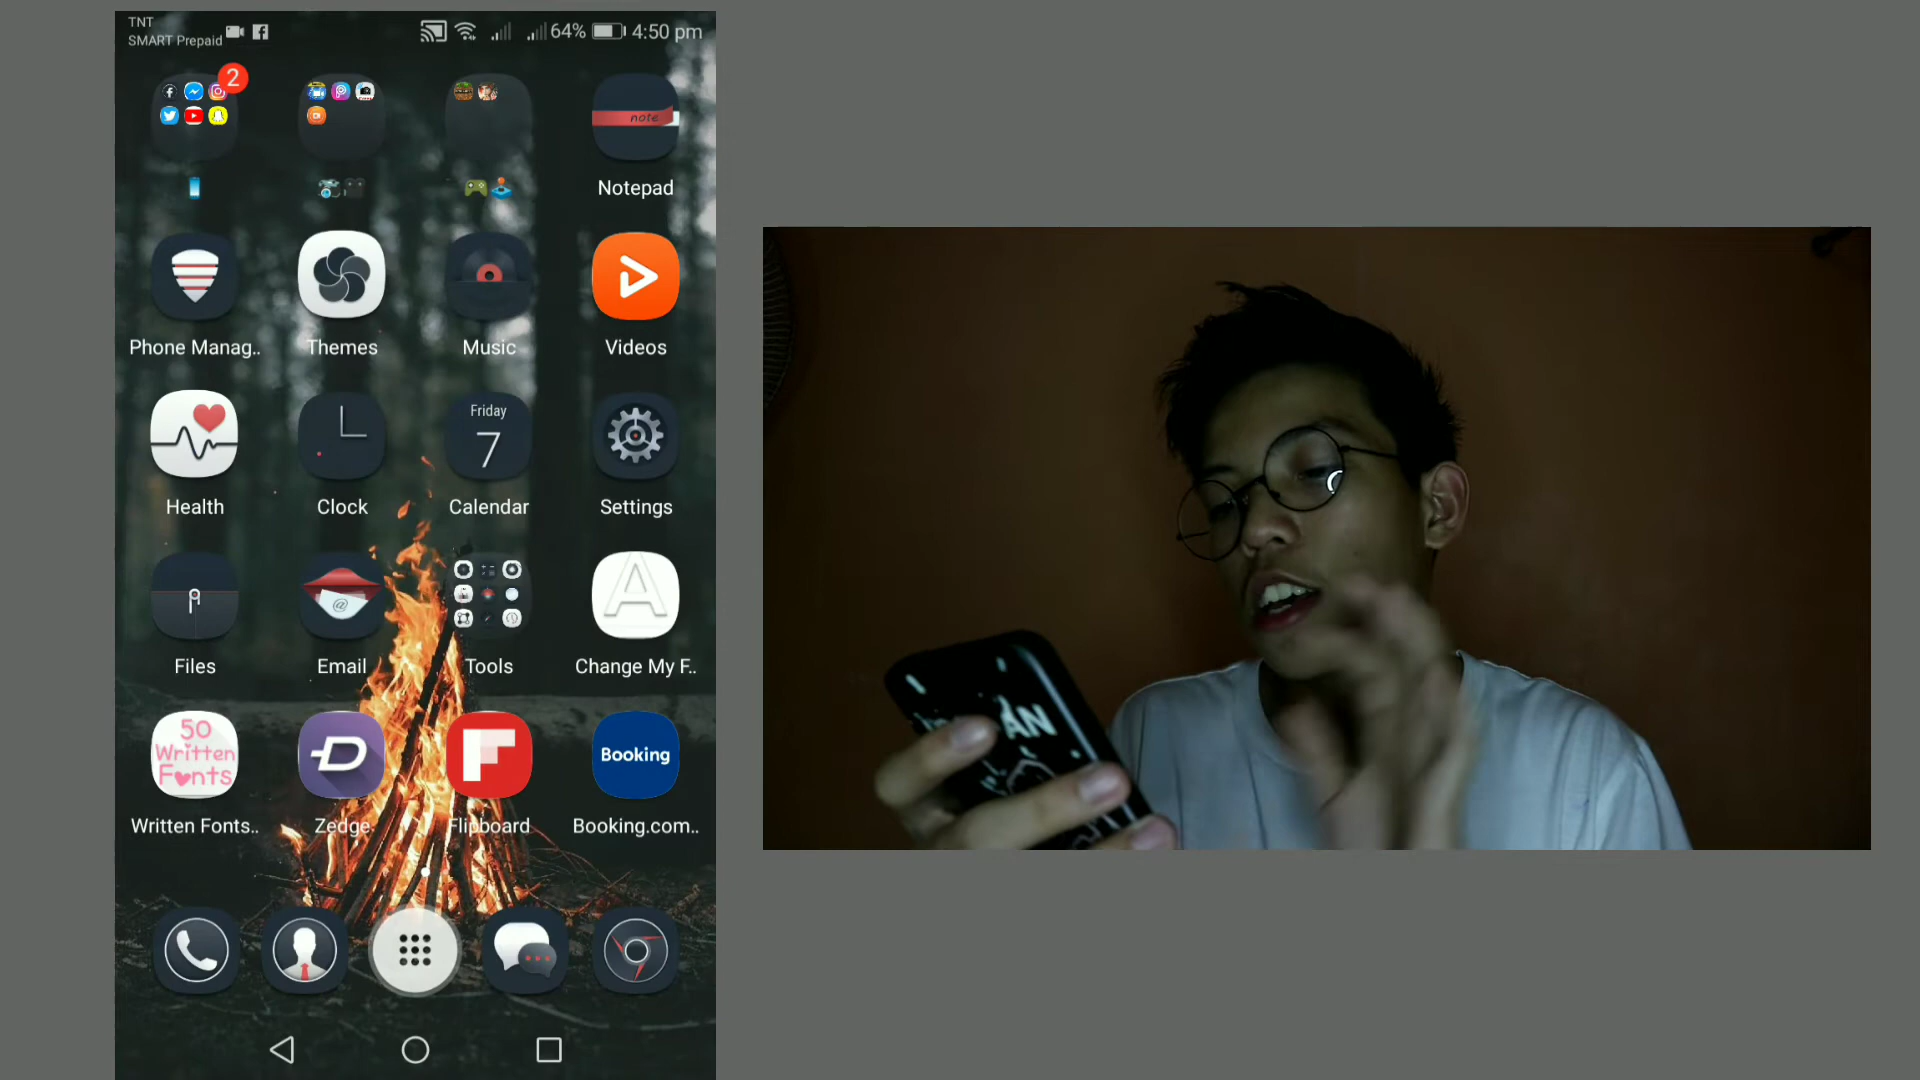 TNT
SMART Prepaid
64% 4:50 pm
2
note
Notepad
Phone Manag..
Themes
Music
Videos
Friday
7
Health
Clock
Calendar
Settings
@
A
Files
Email
Tools
Change My F..
50
Written
Fonts
Booking
Written Fonts..
Zedge
Flipboard
Booking.com..
AN